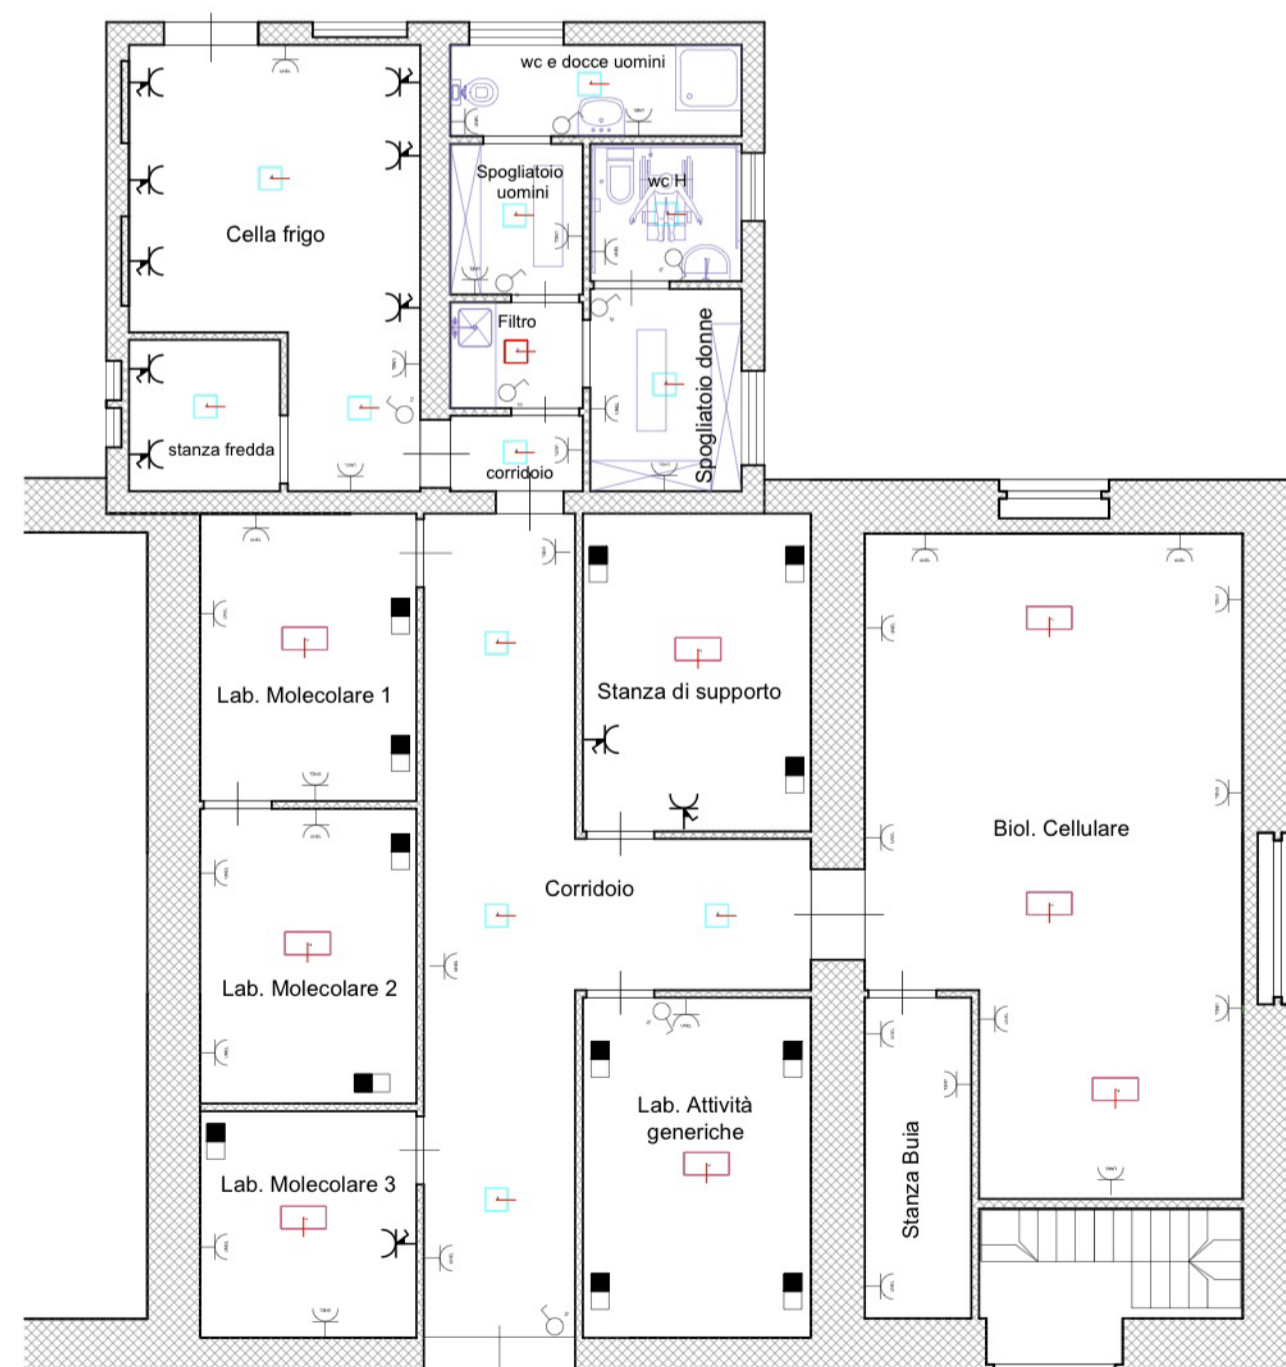 wc e docce uomini
Spogliatoio
uomini
wc H
Cella frigo
Filtro
Spogliatoio donne
stanza fredda
corridoio
Lab. Molecolare 1
Stanza di supporto
Biol. Cellulare
Corridoio
Lab. Molecolare 2
Lab. Attività
generiche
Stanza Buia
Lab. Molecolare 3